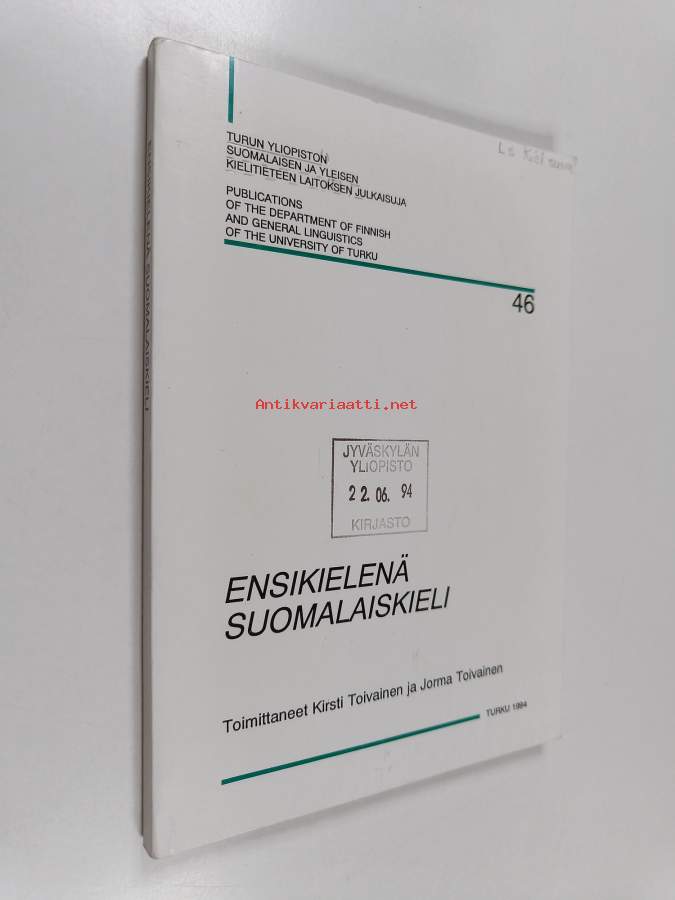 TURUN YLIOPISTON
SUOMALAISEN JA YLEISEN
KIELITIETEEN LAITOKSEN JULKAISUJA
PUBLICATIONS
OF THE DEPARTMENT OF FINNISH
AND GENERAL LINGUISTICS
OF THE UNIVERSITY OF TURKU
46
Antikvariaatti.net
JYVÄSKYLÄN
YLIOPISTO
22.06. 94
KIRJASTO
ENSIKIELENÄ
SUOMALAISKIELI
Toimittaneet Kirsti Toivainen ja Jorma Toivainen
TURKU 1994
ENSIKIELENÄ SUOMALAISKIELI